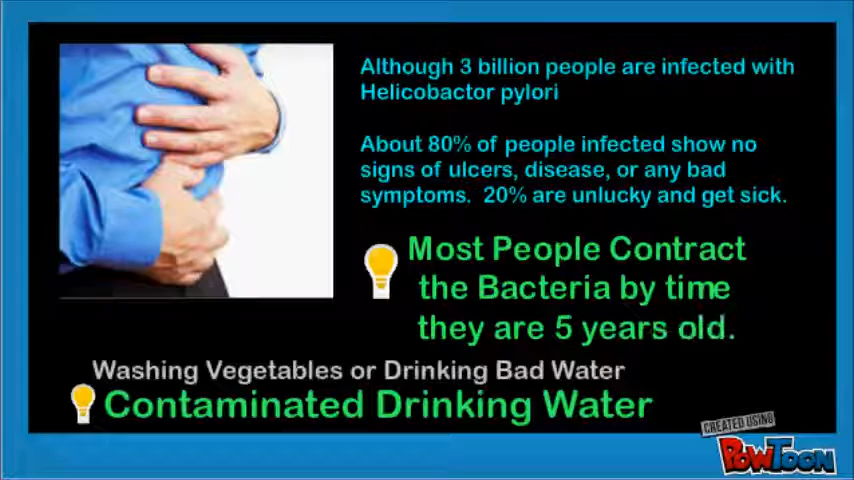 Although 3 billion people are infected with
Helicobactor pylori
About 80% of people infected show no
signs of ulcers, disease, or any bad
symptoms. 20% are unlucky and get sick.
Most People Contract
the Bacteria by time
they are 5 years old.
Washing Vegetables or Drinking Bad Water
Contaminated Drinking Water
CREATED USING
POWTOON